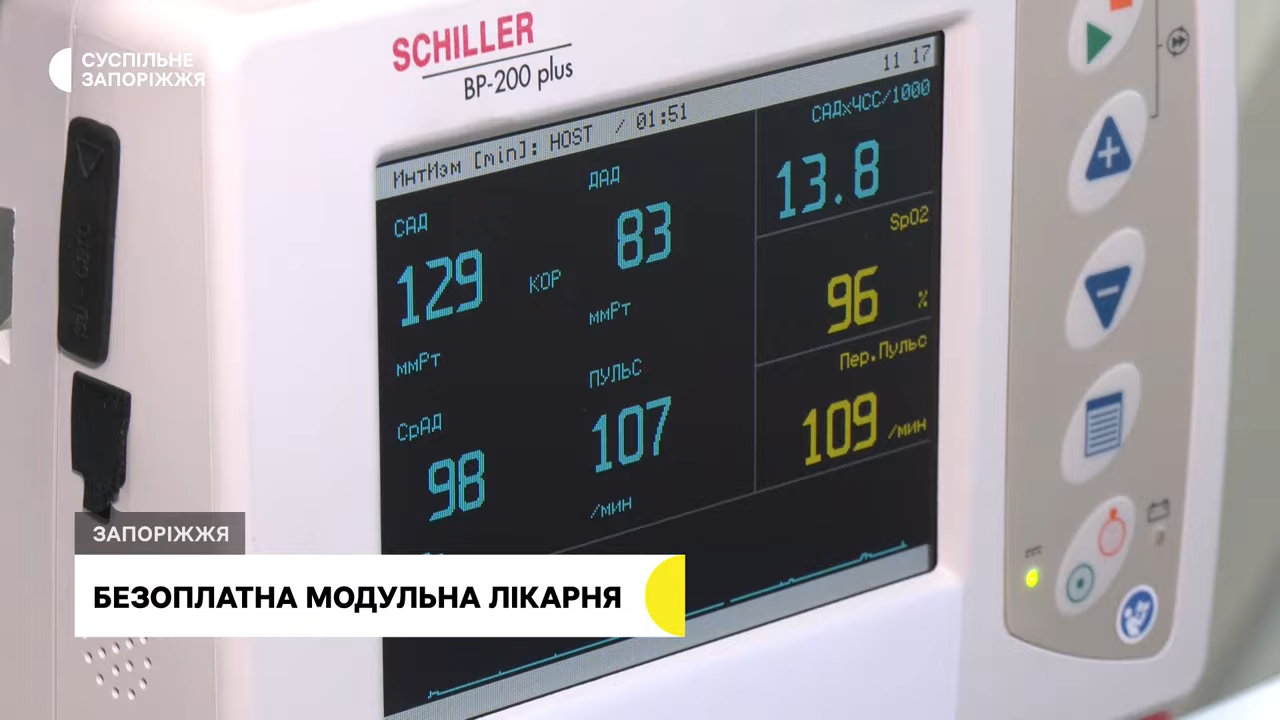 СУСПІЛЬНЕ
ЗАПОРІЖЖЯ
SCHILLER
BP-200 plus
ИнтИзм [min]: HOST / 01:51 11 17
САД
129
ммРт
КОР
ДАД
83
ммРт
СрАД
98
ПУЛЬС
107
/мин
САДxЧСС/1000
13.8
SpO2
96 %
Пер.Пульс
109 /мин
ЗАПОРІЖЖЯ
БЕЗОПЛАТНА МОДУЛЬНА ЛІКАРНЯ